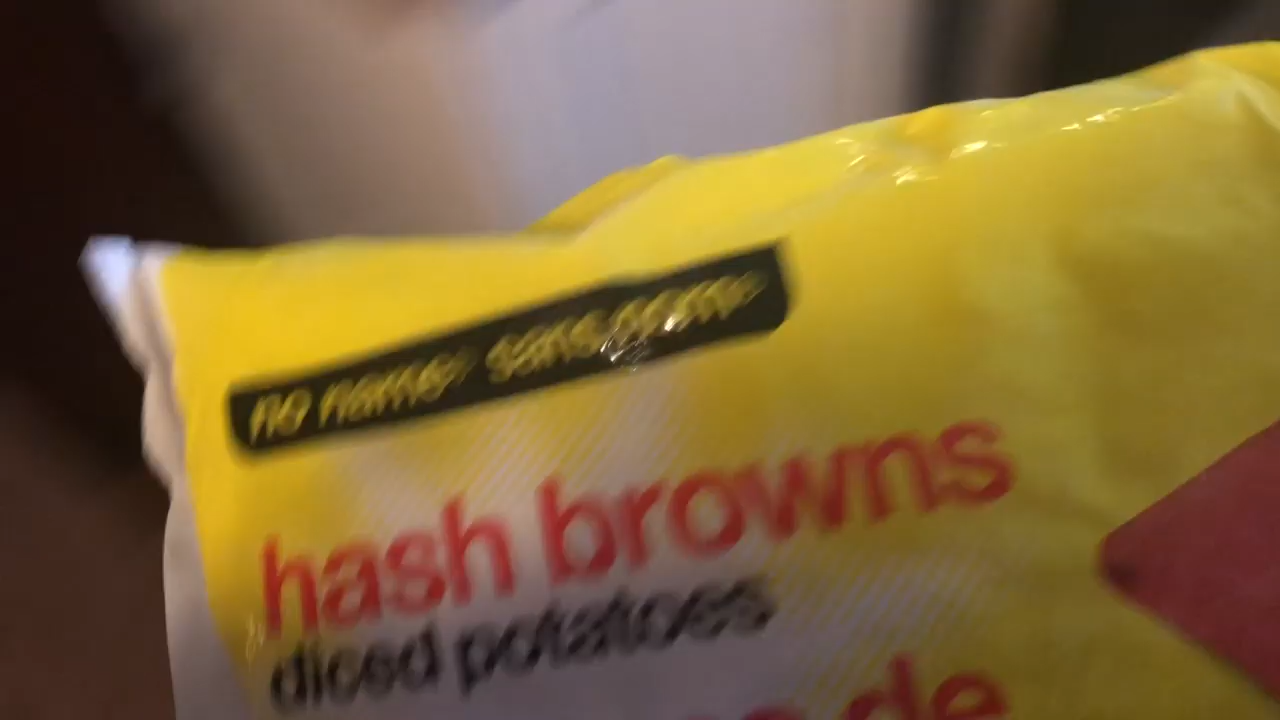 no name sans nom
hash browns
diced potatoes
de